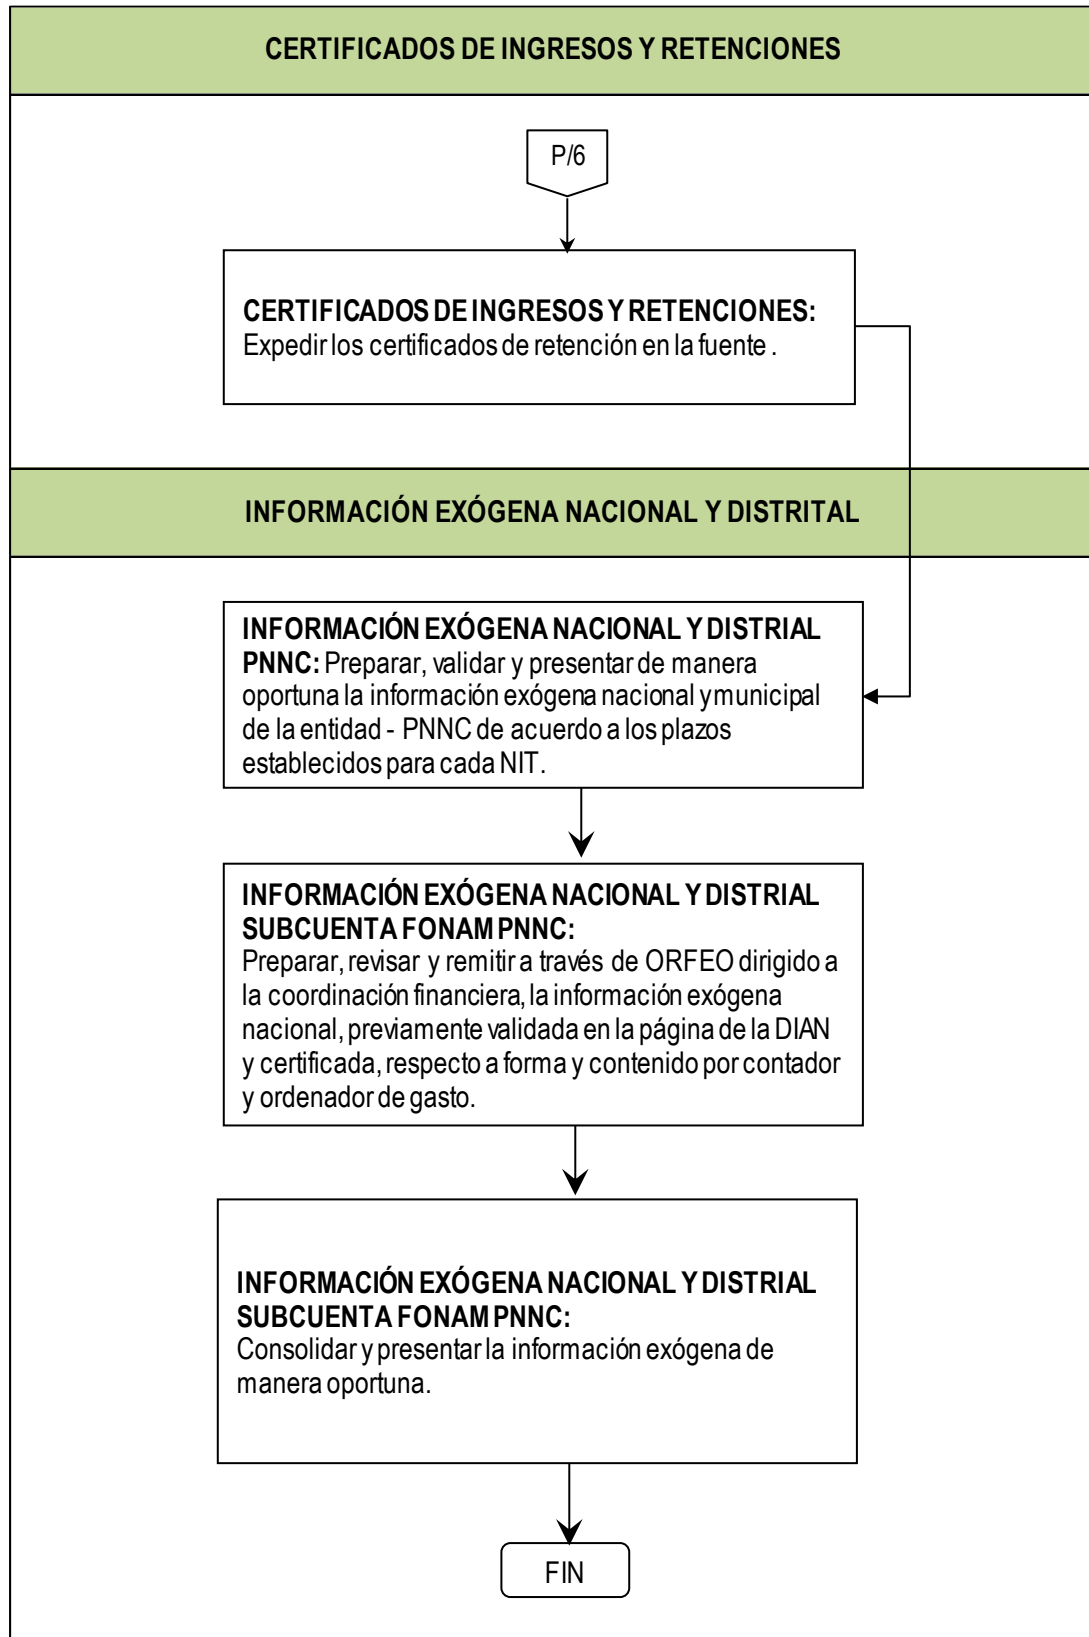 CERTIFICADOS DE INGRESOS Y RETENCIONES
P/6
CERTIFICADOS DE INGRESOS Y RETENCIONES:
Expedir los certificados de retención en la fuente .
INFORMACIÓN EXÓGENA NACIONAL Y DISTRITAL
INFORMACIÓN EXÓGENA NACIONAL Y DISTRIAL
PNNC: Preparar, validar y presentar de manera
oportuna la información exógena nacional y municipal
de la entidad - PNNC de acuerdo a los plazos
establecidos para cada NIT.
INFORMACIÓN EXÓGENA NACIONAL Y DISTRIAL
SUBCUENTA FONAM PNNC:
Preparar, revisar y remitir a través de ORFEO dirigido a
la coordinación financiera, la información exógena
nacional, previamente validada en la página de la DIAN
y certificada, respecto a forma y contenido por contador
y ordenador de gasto.
INFORMACIÓN EXÓGENA NACIONAL Y DISTRIAL
SUBCUENTA FONAM PNNC:
Consolidar y presentar la información exógena de
manera oportuna.
FIN